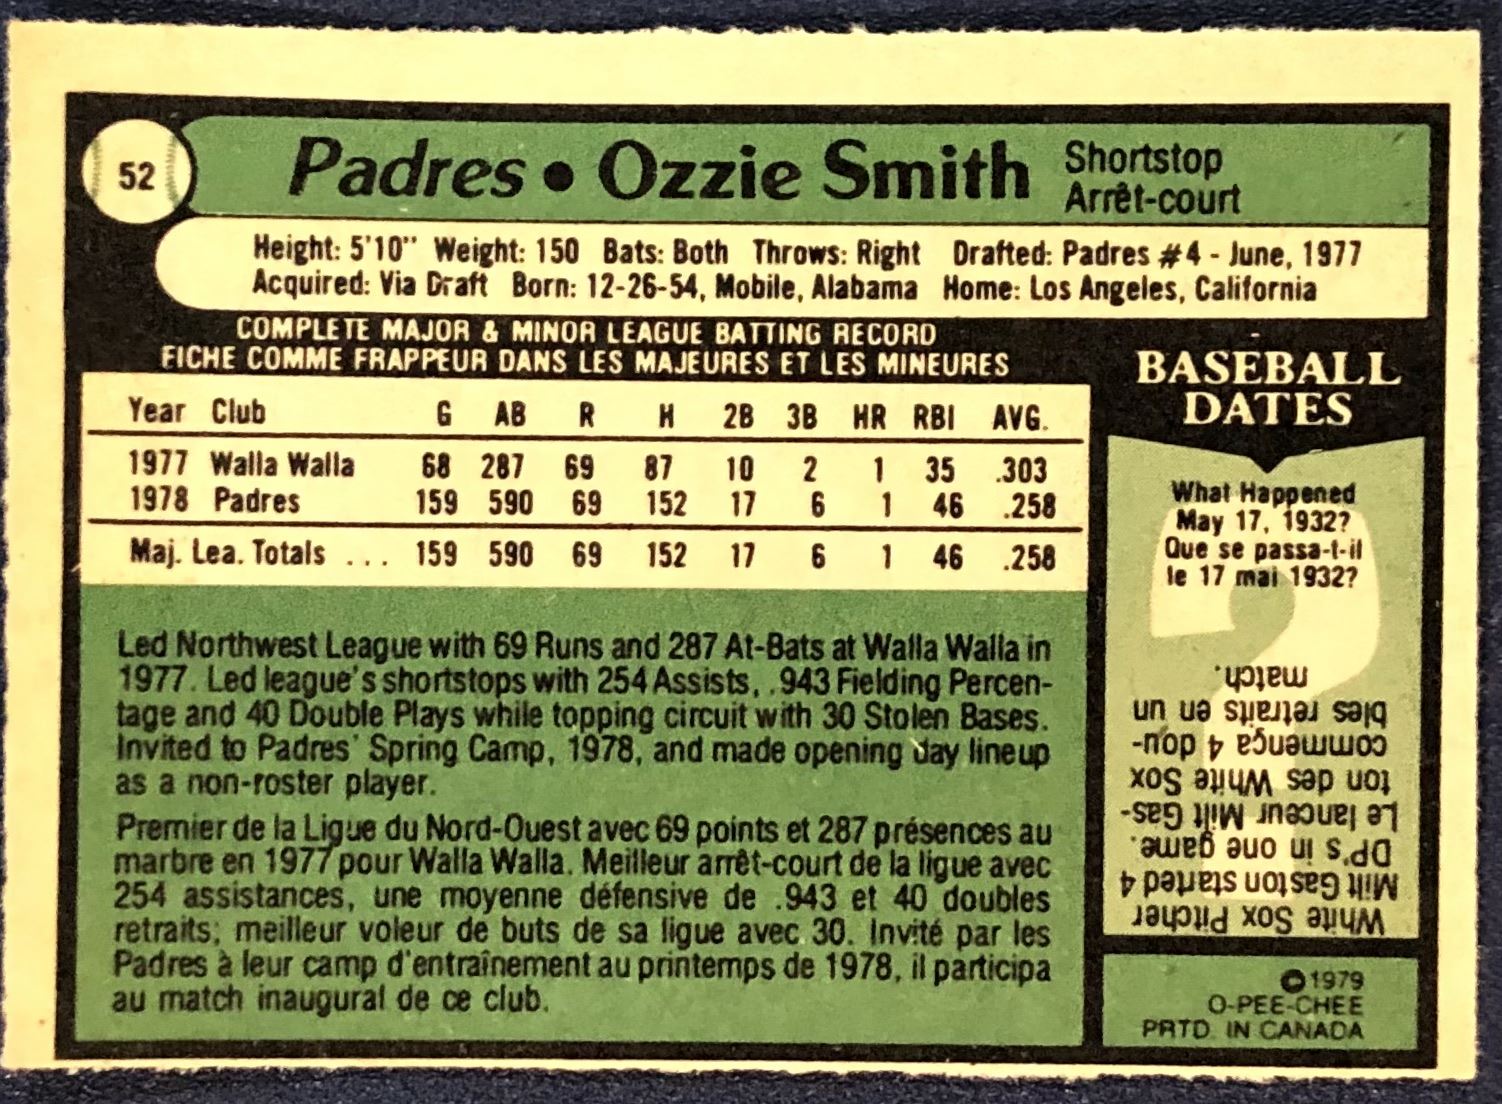 52
Padres • Ozzie Smith
Shortstop
Arrêt-court
Height: 5'10" Weight: 150 Bats: Both Throws: Right Drafted: Padres #4 - June, 1977
Acquired: Via Draft Born: 12-26-54, Mobile, Alabama Home: Los Angeles, California
COMPLETE MAJOR & MINOR LEAGUE BATTING RECORD
FICHE COMME FRAPPEUR DANS LES MAJEURES ET LES MINEURES
Year Club G AB R H 2B 3B HR RBI AVG.
1977 Walla Walla 68 287 69 87 10 2 1 35 .303
1978 Padres 159 590 69 152 17 6 1 46 .258
Maj. Lea. Totals ... 159 590 69 152 17 6 1 46 .258
Led Northwest League with 69 Runs and 287 At-Bats at Walla Walla in
1977. Led league's shortstops with 254 Assists, .943 Fielding Percen-
tage and 40 Double Plays while topping circuit with 30 Stolen Bases.
Invited to Padres' Spring Camp, 1978, and made opening day lineup
as a non-roster player.
Premier de la Ligue du Nord-Ouest avec 69 points et 287 présences au
marbre en 1977 pour Walla Walla. Meilleur arrêt-court de la ligue avec
254 assistances, une moyenne défensive de .943 et 40 doubles
retraits; meilleur voleur de buts de sa ligue avec 30. Invité par les
Padres à leur camp d'entraînement au printemps de 1978, il participa
au match inaugural de ce club.
BASEBALL
DATES
What Happened
May 17, 1932?
Que se passa-t-il
le 17 mai 1932?
White Sox Pitcher
Milt Gaston started 4
DP's in one game.
Le lanceur Milt Gas-
ton des White Sox
commença 4 dou-
bles retraits en un
match.
©1979
O-PEE-CHEE
PRTD. IN CANADA